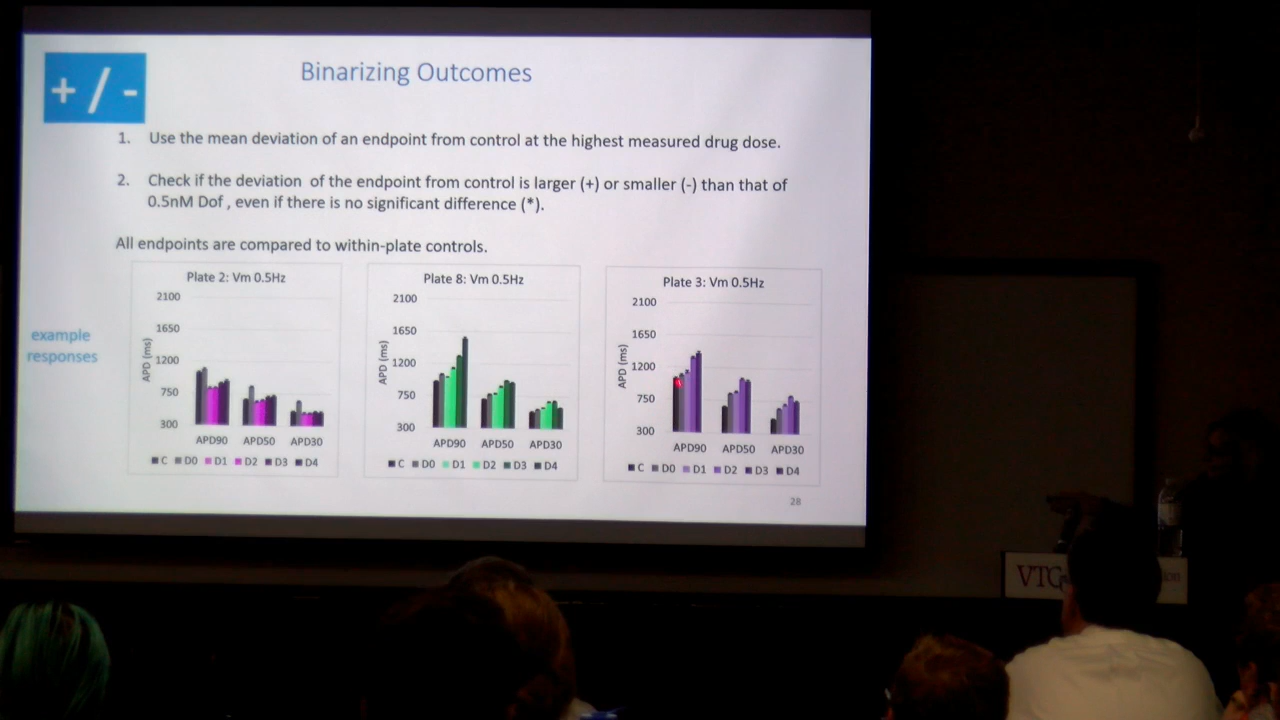 + / -
Binarizing Outcomes
1. Use the mean deviation of an endpoint from control at the highest measured drug dose.
2. Check if the deviation of the endpoint from control is larger (+) or smaller (-) than that of
0.5nM Dof , even if there is no significant difference (*).
All endpoints are compared to within-plate controls.
example
responses
Plate 2: Vm 0.5Hz
2100
1650
1200
750
300
APD (ms)
APD90 APD50 APD30
C D0 D1 D2 D3 D4
Plate 8: Vm 0.5Hz
2100
1650
1200
750
300
APD (ms)
APD90 APD50 APD30
C D0 D1 D2 D3 D4
Plate 3: Vm 0.5Hz
2100
1650
1200
750
300
APD (ms)
APD90 APD50 APD30
C D0 D1 D2 D3 D4
28